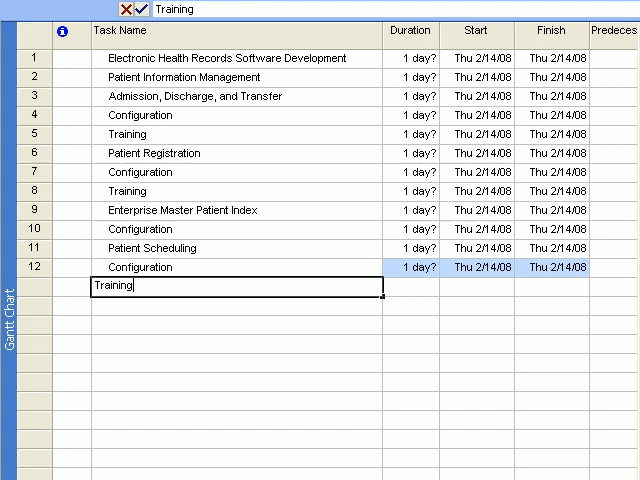 Training
Task Name Duration Start Finish Predeces
1 Electronic Health Records Software Development 1 day? Thu 2/14/08 Thu 2/14/08
2 Patient Information Management 1 day? Thu 2/14/08 Thu 2/14/08
3 Admission, Discharge, and Transfer 1 day? Thu 2/14/08 Thu 2/14/08
4 Configuration 1 day? Thu 2/14/08 Thu 2/14/08
5 Training 1 day? Thu 2/14/08 Thu 2/14/08
6 Patient Registration 1 day? Thu 2/14/08 Thu 2/14/08
7 Configuration 1 day? Thu 2/14/08 Thu 2/14/08
8 Training 1 day? Thu 2/14/08 Thu 2/14/08
9 Enterprise Master Patient Index 1 day? Thu 2/14/08 Thu 2/14/08
10 Configuration 1 day? Thu 2/14/08 Thu 2/14/08
11 Patient Scheduling 1 day? Thu 2/14/08 Thu 2/14/08
12 Configuration 1 day? Thu 2/14/08 Thu 2/14/08
Training
Gantt Chart